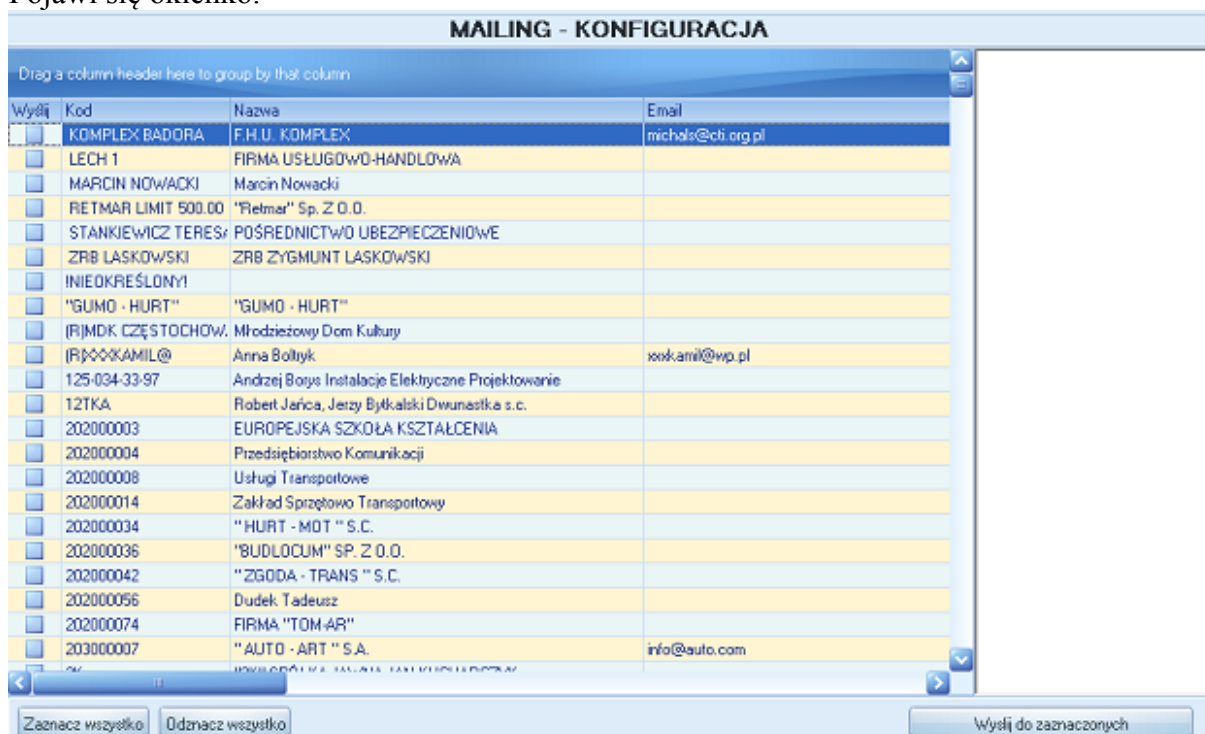 Pojawi się okienko:
MAILING - KONFIGURACJA
Drag a column header here to group by that column
Wyślij Kod Nazwa Email
KOMPLEX BADORA F.H.U. KOMPLEX michals@cti.org.pl
LECH 1 FIRMA USŁUGOWO-HANDLOWA
MARCIN NOWACKI Marcin Nowacki
RETMAR LIMIT 500.00 "Retmar" Sp. Z O.O.
STANKIEWICZ TERES POŚREDNICTWO UBEZPIECZENIOWE
ZRB LASKOWSKI ZRB ZYGMUNT LASKOWSKI
!NIEOKREŚLONY!
"GUMO - HURT" "GUMO - HURT"
(R)MDK CZĘSTOCHOW Młodzieżowy Dom Kultury
(R)XXXKAMIL@ Anna Bołtryk xxxkamil@wp.pl
125-034-33-97 Andrzej Borys Instalacje Elektryczne Projektowanie
12TKA Robert Jańca, Jerzy Bytkalski Dwunastka s.c.
202000003 EUROPEJSKA SZKOŁA KSZTAŁCENIA
202000004 Przedsiębiorstwo Komunikacji
202000008 Usługi Transportowe
202000014 Zakład Sprzętowo Transportowy
202000034 " HURT - MOT " S.C.
202000036 "BUDLOCUM" SP. Z O.O.
202000042 " ZGODA - TRANS " S.C.
202000056 Dudek Tadeusz
202000074 FIRMA "TOM-AR"
203000007 " AUTO - ART " S.A. info@auto.com
Zaznacz wszystko Odznacz wszystko Wyslij do zaznaczonych